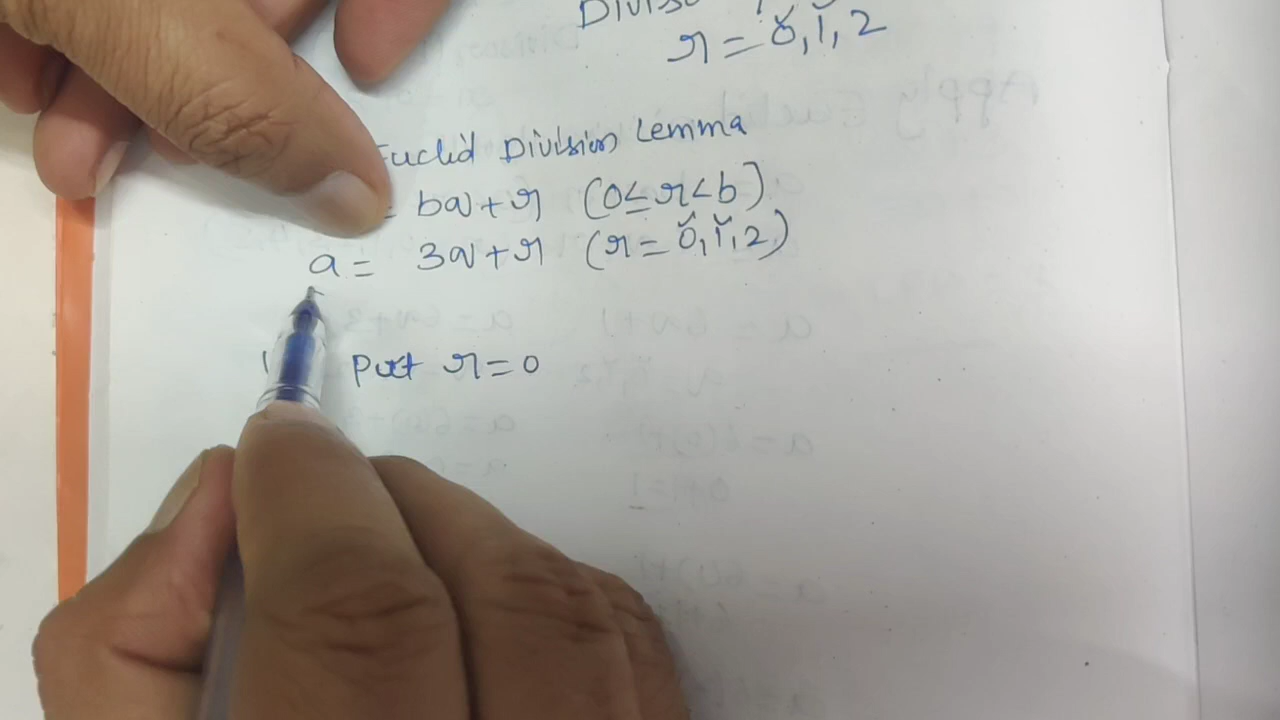 r = 0, 1, 2
Euclid Division Lemma
= bq + r (0 ≤ r < b)
a = 3q + r (r = 0, 1, 2)
Put r = 0